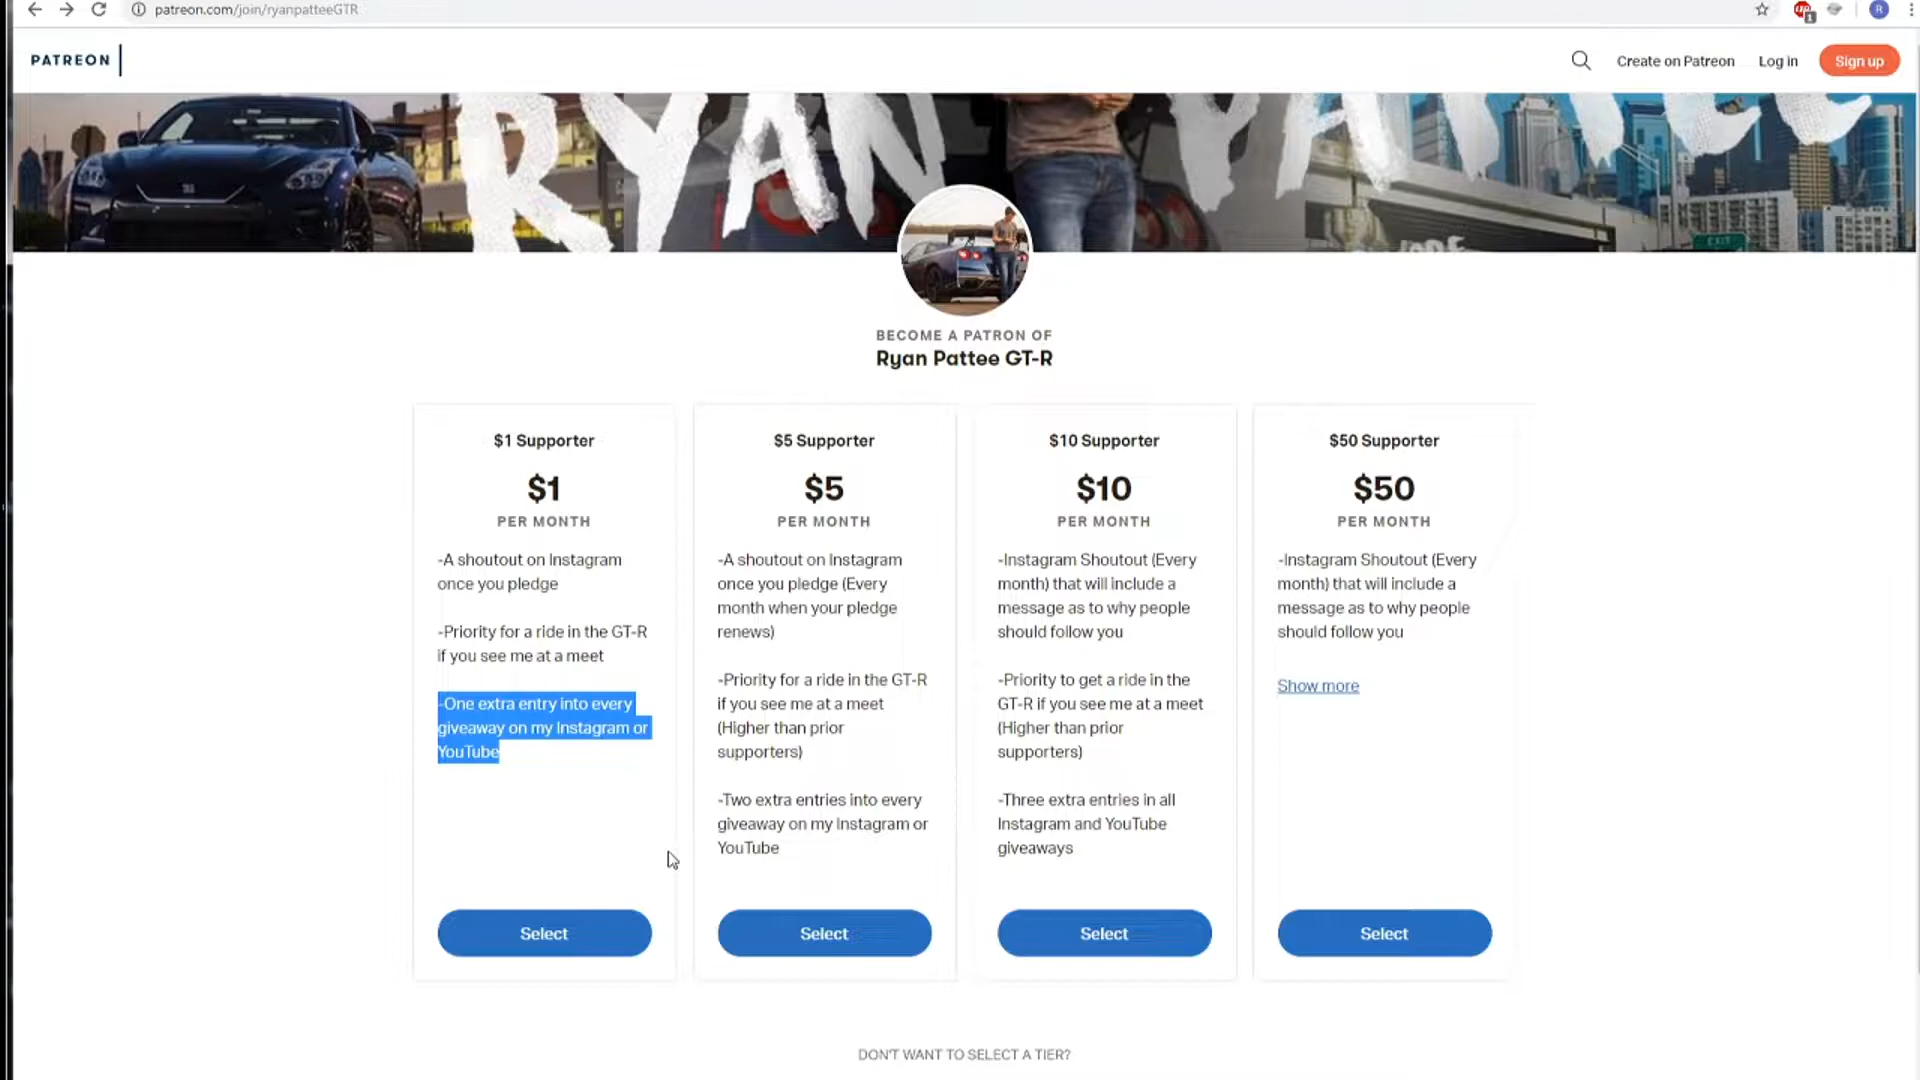 patreon.com/join/ryanpatteeGTR
R
PATREON
Create on Patreon
Log in
Sign up
RYAN PATTEE
EXIT
BECOME A PATRON OF
Ryan Pattee GT-R
$1 Supporter
$1
PER MONTH
-A shoutout on Instagram
once you pledge
-Priority for a ride in the GT-R
if you see me at a meet
-One extra entry into every
giveaway on my Instagram or
YouTube
Select
$5 Supporter
$5
PER MONTH
-A shoutout on Instagram
once you pledge (Every
month when your pledge
renews)
-Priority for a ride in the GT-R
if you see me at a meet
(Higher than prior
supporters)
-Two extra entries into every
giveaway on my Instagram or
YouTube
Select
$10 Supporter
$10
PER MONTH
-Instagram Shoutout (Every
month) that will include a
message as to why people
should follow you
-Priority to get a ride in the
GT-R if you see me at a meet
(Higher than prior
supporters)
-Three extra entries in all
Instagram and YouTube
giveaways
Select
$50 Supporter
$50
PER MONTH
-Instagram Shoutout (Every
month) that will include a
message as to why people
should follow you
Show more
Select
DON'T WANT TO SELECT A TIER?